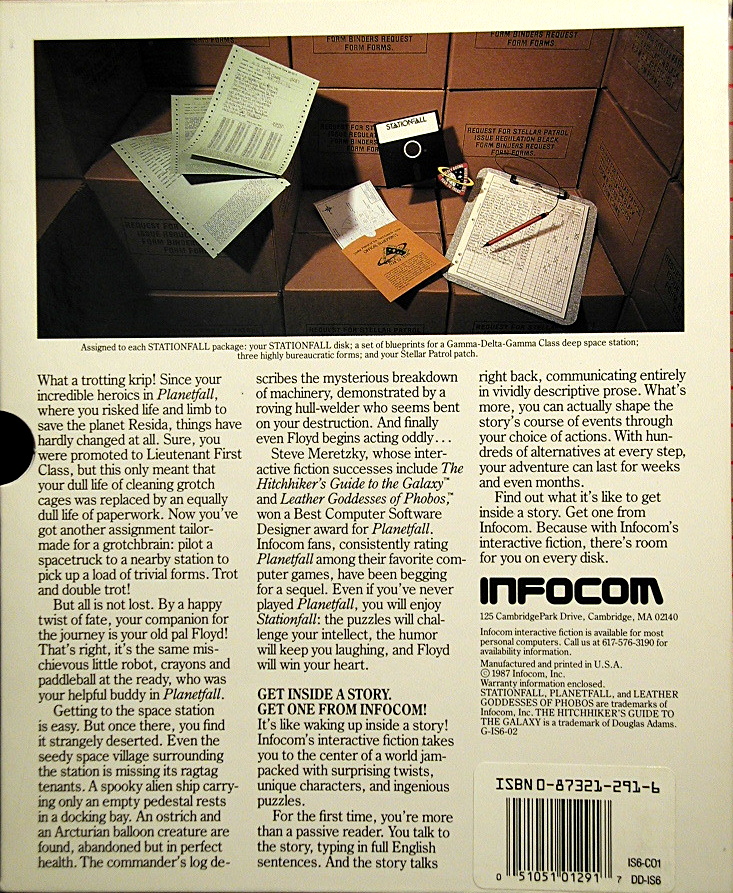 FORM BINDERS REQUEST
FORM FORMS.
FORM BINDERS REQUEST
FORM FORMS.
STATIONFALL
REQUEST FOR STELLAR PATROL
ISSUE REGULATION BLACK
FORM BINDERS REQUEST
FORM FORMS.
REQUEST FOR
ISSUE
FORM
REQUEST FOR STELLAR PATROL
Assigned to each STATIONFALL package: your STATIONFALL disk; a set of blueprints for a Gamma-Delta-Gamma Class deep space station;
three highly bureaucratic forms; and your Stellar Patrol patch.
What a trotting krip! Since your
incredible heroics in Planetfall,
where you risked life and limb to
save the planet Resida, things have
hardly changed at all. Sure, you
were promoted to Lieutenant First
Class, but this only meant that
your dull life of cleaning grotch
cages was replaced by an equally
dull life of paperwork. Now you've
got another assignment tailor-
made for a grotchbrain: pilot a
spacetruck to a nearby station to
pick up a load of trivial forms. Trot
and double trot!
But all is not lost. By a happy
twist of fate, your companion for
the journey is your old pal Floyd!
That's right, it's the same mis-
chievous little robot, crayons and
paddleball at the ready, who was
your helpful buddy in Planetfall.
Getting to the space station
is easy. But once there, you find
it strangely deserted. Even the
seedy space village surrounding
the station is missing its ragtag
tenants. A spooky alien ship carry-
ing only an empty pedestal rests
in a docking bay. An ostrich and
an Arcturian balloon creature are
found, abandoned but in perfect
health. The commander's log de-
scribes the mysterious breakdown
of machinery, demonstrated by a
roving hull-welder who seems bent
on your destruction. And finally
even Floyd begins acting oddly...
Steve Meretzky, whose inter-
active fiction successes include The
Hitchhiker's Guide to the Galaxy™
and Leather Goddesses of Phobos,™
won a Best Computer Software
Designer award for Planetfall.
Infocom fans, consistently rating
Planetfall among their favorite com-
puter games, have been begging
for a sequel. Even if you've never
played Planetfall, you will enjoy
Stationfall: the puzzles will chal-
lenge your intellect, the humor
will keep you laughing, and Floyd
will win your heart.
GET INSIDE A STORY.
GET ONE FROM INFOCOM!
It's like waking up inside a story!
Infocom's interactive fiction takes
you to the center of a world jam-
packed with surprising twists,
unique characters, and ingenious
puzzles.
For the first time, you're more
than a passive reader. You talk to
the story, typing in full English
sentences. And the story talks
right back, communicating entirely
in vividly descriptive prose. What's
more, you can actually shape the
story's course of events through
your choice of actions. With hun-
dreds of alternatives at every step,
your adventure can last for weeks
and even months.
Find out what it's like to get
inside a story. Get one from
Infocom. Because with Infocom's
interactive fiction, there's room
for you on every disk.
INFOCOM
125 CambridgePark Drive, Cambridge, MA 02140
Infocom interactive fiction is available for most
personal computers. Call us at 617-576-3190 for
availability information.
Manufactured and printed in U.S.A.
©1987 Infocom, Inc.
Warranty information enclosed.
STATIONFALL, PLANETFALL, and LEATHER
GODDESSES OF PHOBOS are trademarks of
Infocom, Inc. THE HITCHHIKER'S GUIDE TO
THE GALAXY is a trademark of Douglas Adams.
G-IS6-02
ISBN 0-87321-291-6
0 51051 01291 7
IS6-C01
DD-IS6